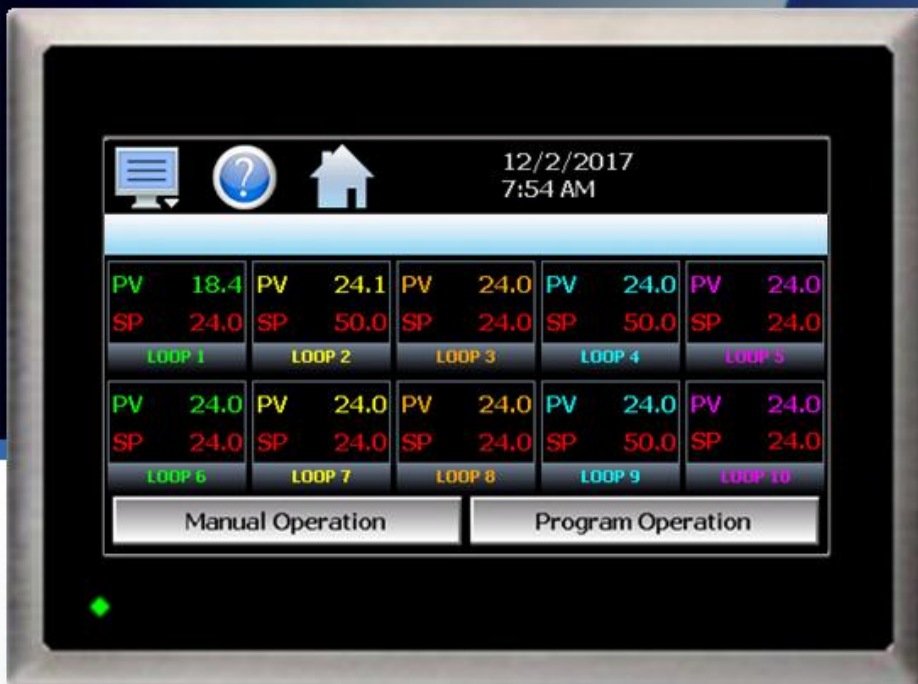 12/2/2017
7:54 AM
PV 18.4 PV 24.1 PV 24.0 PV 24.0 PV 24.0
SP 24.0 SP 50.0 SP 24.0 SP 50.0 SP 24.0
LOOP 1 LOOP 2 LOOP 3 LOOP 4 LOOP 5
PV 24.0 PV 24.0 PV 24.0 PV 24.0 PV 24.0
SP 24.0 SP 24.0 SP 24.0 SP 50.0 SP 24.0
LOOP 6 LOOP 7 LOOP 8 LOOP 9 LOOP 10
Manual Operation Program Operation